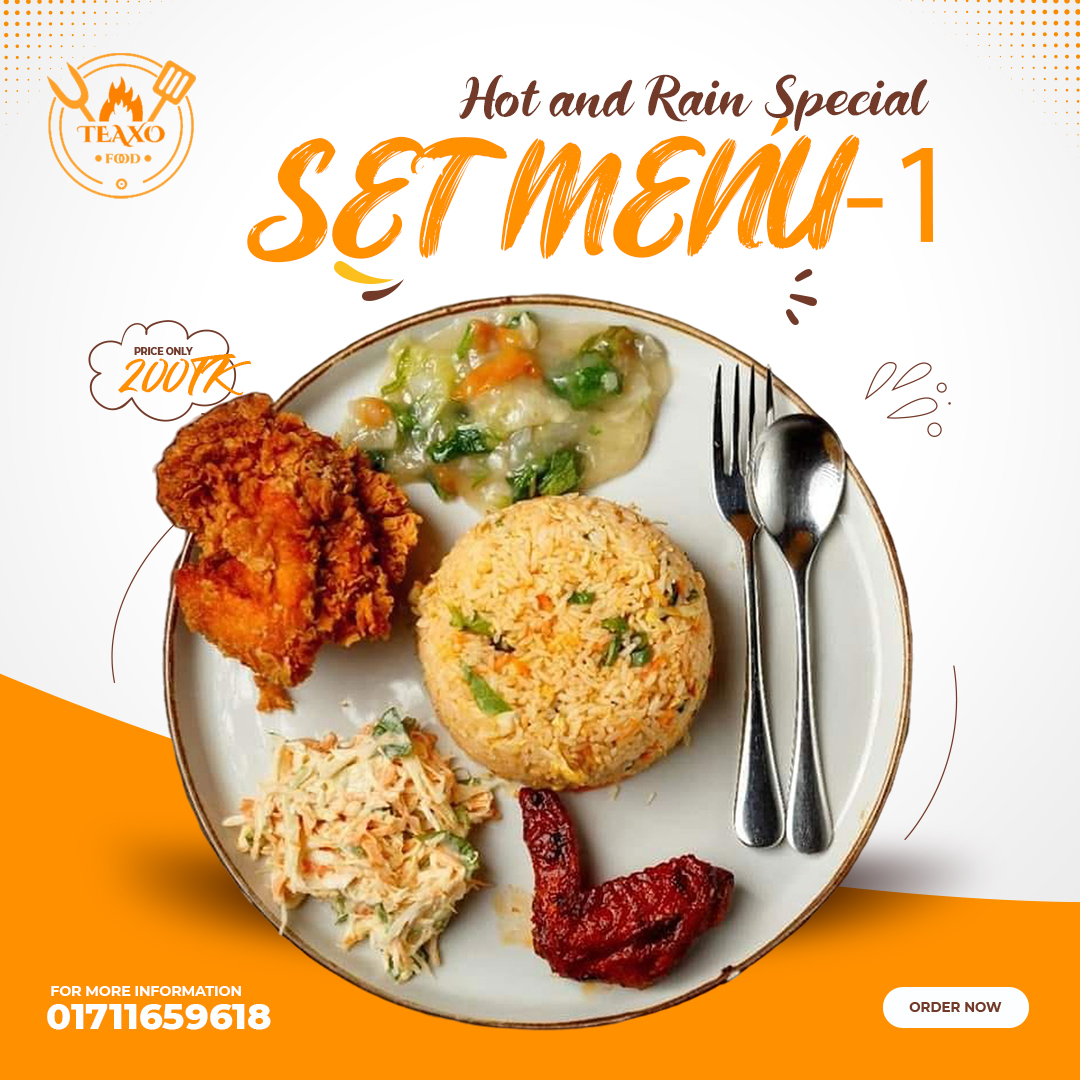 TEAXO
FOOD
Hot and Rain Special
SET MENU-1
PRICE ONLY
200TK
FOR MORE INFORMATION
01711659618
ORDER NOW